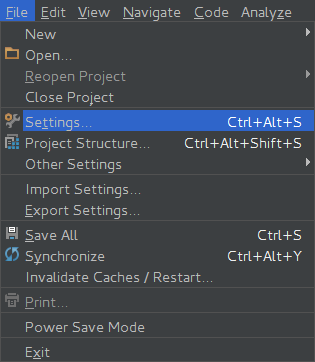 File Edit View Navigate Code Analyze
New
Open...
Reopen Project
Close Project
Settings... Ctrl+Alt+S
Project Structure... Ctrl+Alt+Shift+S
Other Settings
Import Settings...
Export Settings...
Save All Ctrl+S
Synchronize Ctrl+Alt+Y
Invalidate Caches / Restart...
Print...
Power Save Mode
Exit